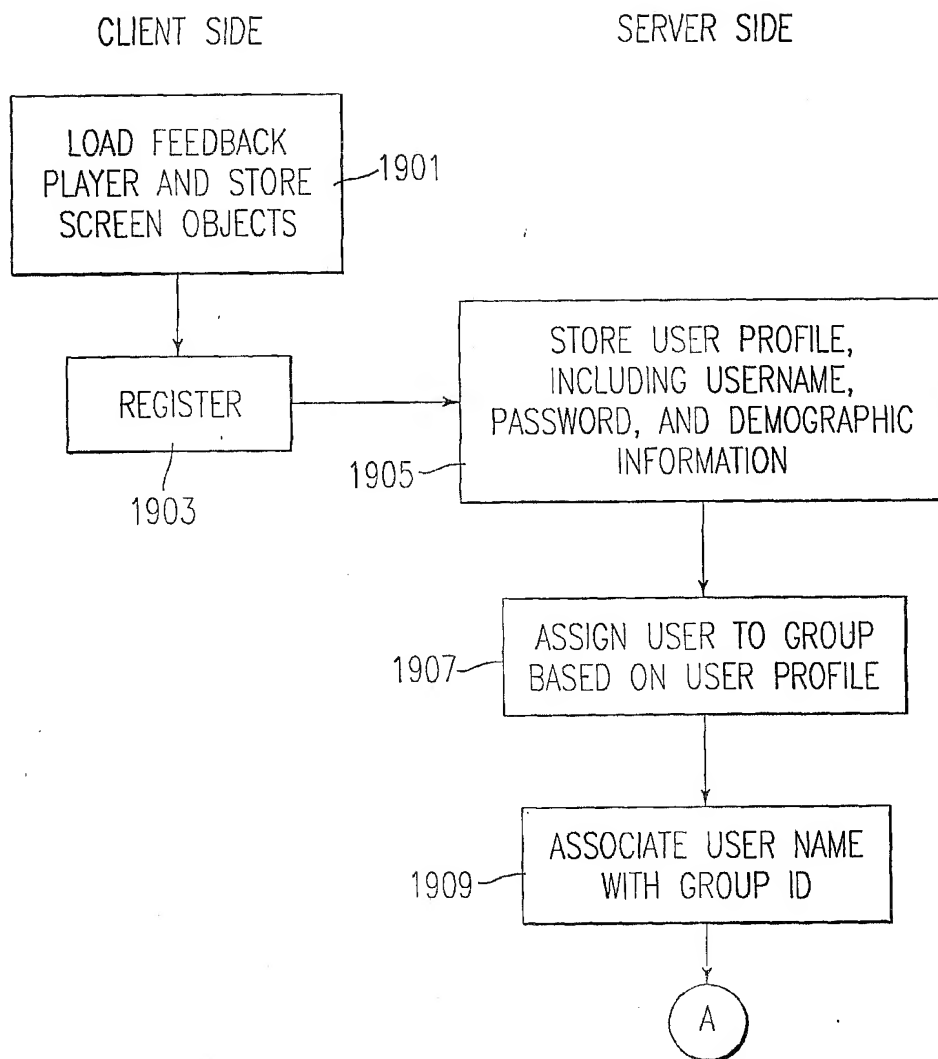 CLIENT SIDE
SERVER SIDE
LOAD FEEDBACK
PLAYER AND STORE
SCREEN OBJECTS
1901
REGISTER
1903
STORE USER PROFILE,
INCLUDING USERNAME,
PASSWORD, AND DEMOGRAPHIC
INFORMATION
1905
ASSIGN USER TO GROUP
BASED ON USER PROFILE
1907
ASSOCIATE USER NAME
WITH GROUP ID
1909
A